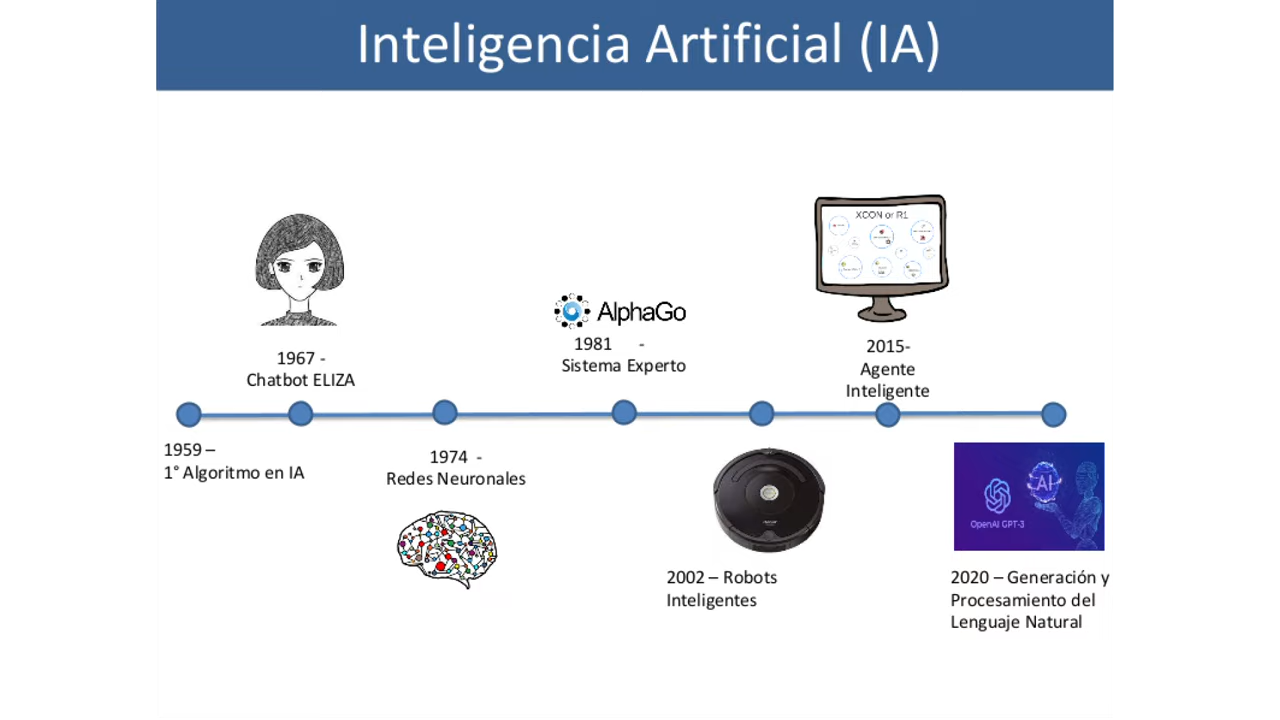 Inteligencia Artificial (IA)
XCON or R1
AlphaGo
1967 -
Chatbot ELIZA
1981 -
Sistema Experto
2015-
Agente
Inteligente
1959 –
1° Algoritmo en IA
1974 -
Redes Neuronales
AI
OpenAI GPT-3
2002 – Robots
Inteligentes
2020 – Generación y
Procesamiento del
Lenguaje Natural